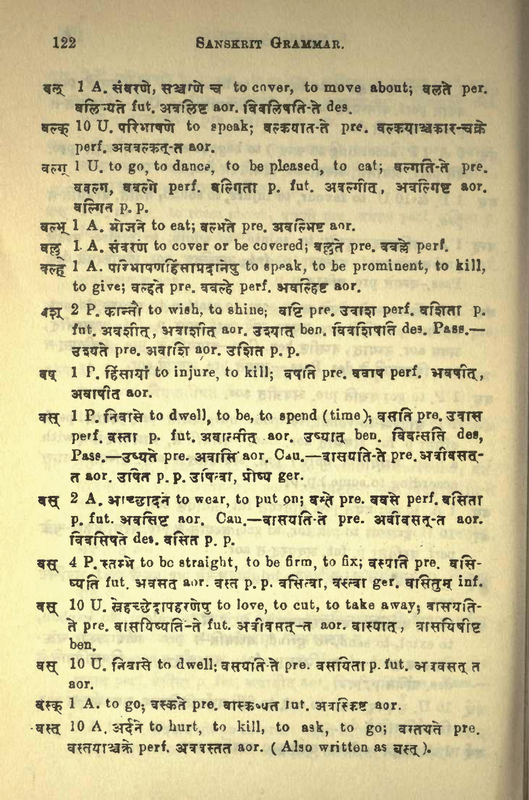 122 SANSKRIT GRAMMAR.
वल् 1 A. संवरणे, सञ्चरणे च to cover, to move about; वलते per.
वलिष्यते fut. अवलिष्ट aor. विवलिषति-ते des.
वल्क् 10 U. परिभाषणे to speak; वल्कयति-ते pre. वल्कयाञ्चकार-चक्रे
perf. अववल्कत्-त aor.
वल्ग् 1 U. to go, to dance, to be pleased, to eat; वल्गति-ते pre.
ववल्ग, ववल्गे perf. वल्गिता p. fut. अवल्गीत्, अवल्गिष्ट aor.
वल्गित p. p.
वल्भ् 1 A. भोजने to eat; वल्भते pre. अवल्भिष्ट aor.
वल्ल् 1 A. संवरणे to cover or be covered; वल्लते pre. ववल्ले perf.
वल्ह् 1 A. परिभाषणहिंसाप्रदानेषु to speak, to be prominent, to kill,
to give; वल्हते pre. ववल्हे perf. अवल्हिष्ट aor.
वश् 2 P. कान्तौ to wish, to shine; वष्टि pre. उवाश perf. वशिता p.
fut. अवशीत्, अवाशीत् aor. उश्यात् ben. विवशिषति des. Pass.—
उश्यते pre. अवाशि aor. उशित p. p.
वष् 1 P. हिंसायां to injure, to kill; वषति pre. ववाष perf. अवषीत्,
अवाषीत् aor.
वस् 1 P. निवासे to dwell, to be, to spend (time); वसति pre. उवास
perf. वस्ता p. fut. अवात्सीत् aor. उष्यात् ben. विवत्सति des,
Pass.—उष्यते pre. अवासि aor. Cau.—वासयति-ते pre. अवीवसत्-
त aor. उषित p. p. उषित्वा, प्रोष्य ger.
वस् 2 A. आच्छादने to wear, to put on; वस्ते pre. ववसे perf. वसिता
p. fut. अवसिष्ट aor. Cau.—वासयति-ते pre. अवीवसत्-त aor.
विवसिषते des. वसित p. p.
वस् 4 P. स्तम्भे to be straight, to be firm, to fix; वस्यति pre. वसि-
ष्यति fut. अवसत् aor. वस्त p. p. वसित्वा, वस्त्वा ger. वसितुम् inf.
वस् 10 U. स्नेहच्छेदापहरणेषु to love, to cut, to take away; वासयति-
ते pre. वासयिष्यति-ते fut. अवीवसत्-त aor. वास्यात्, वासयिषीष्ट
ben.
वस् 10 U. निवासे to dwell; वसयति-ते pre. वसयिता p. fut. अववसत् त
aor.
वस्क् 1 A. to go; वस्कते pre. fut. अवस्किष्ट aor.
वस्त् 10 A. अर्दने to hurt, to kill, to ask, to go; वस्तयते pre.
वस्तयाञ्चक्रे perf. अववस्तत aor. ( Also written as बस्त् ).